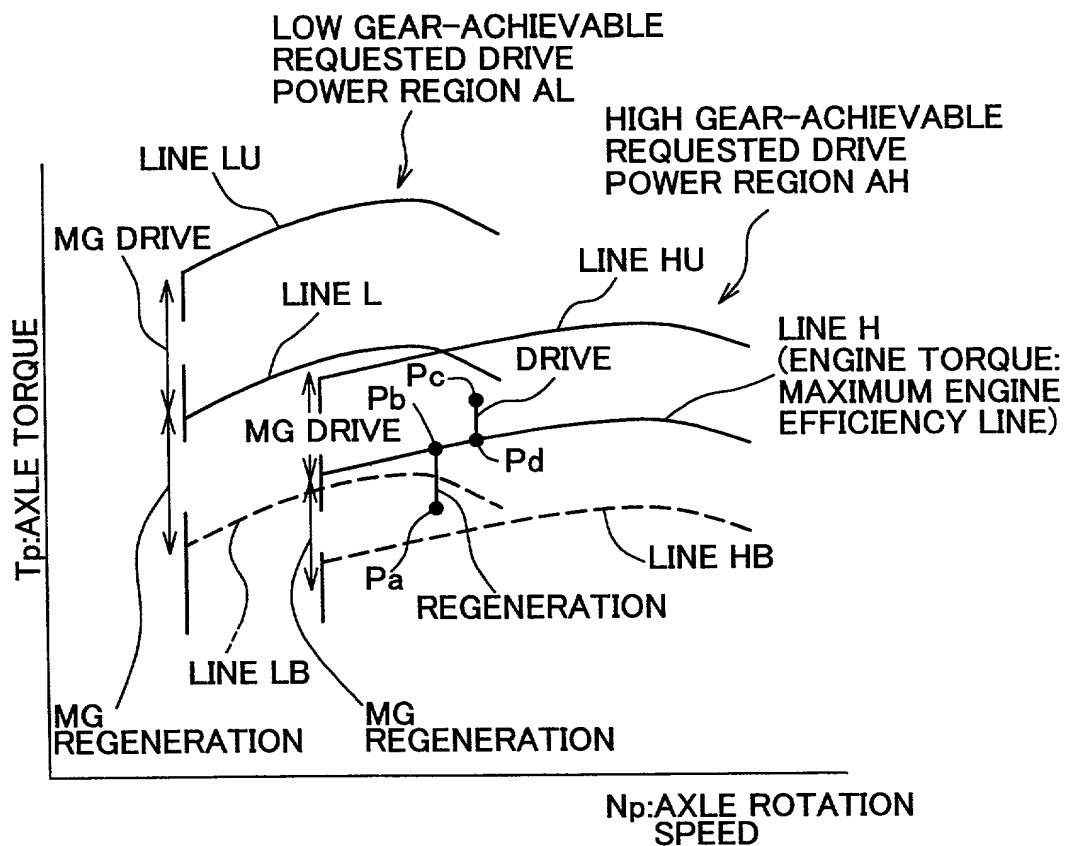 LOW GEAR-ACHIEVABLE
REQUESTED DRIVE
POWER REGION AL
HIGH GEAR-ACHIEVABLE
REQUESTED DRIVE
POWER REGION AH
LINE LU
MG DRIVE
LINE HU
LINE L
LINE H
(ENGINE TORQUE:
MAXIMUM ENGINE
EFFICIENCY LINE)
DRIVE
Pc
Pb
MG DRIVE
Pd
Tp:AXLE TORQUE
LINE HB
Pa
REGENERATION
LINE LB
MG
REGENERATION
MG
REGENERATION
Np:AXLE ROTATION
SPEED